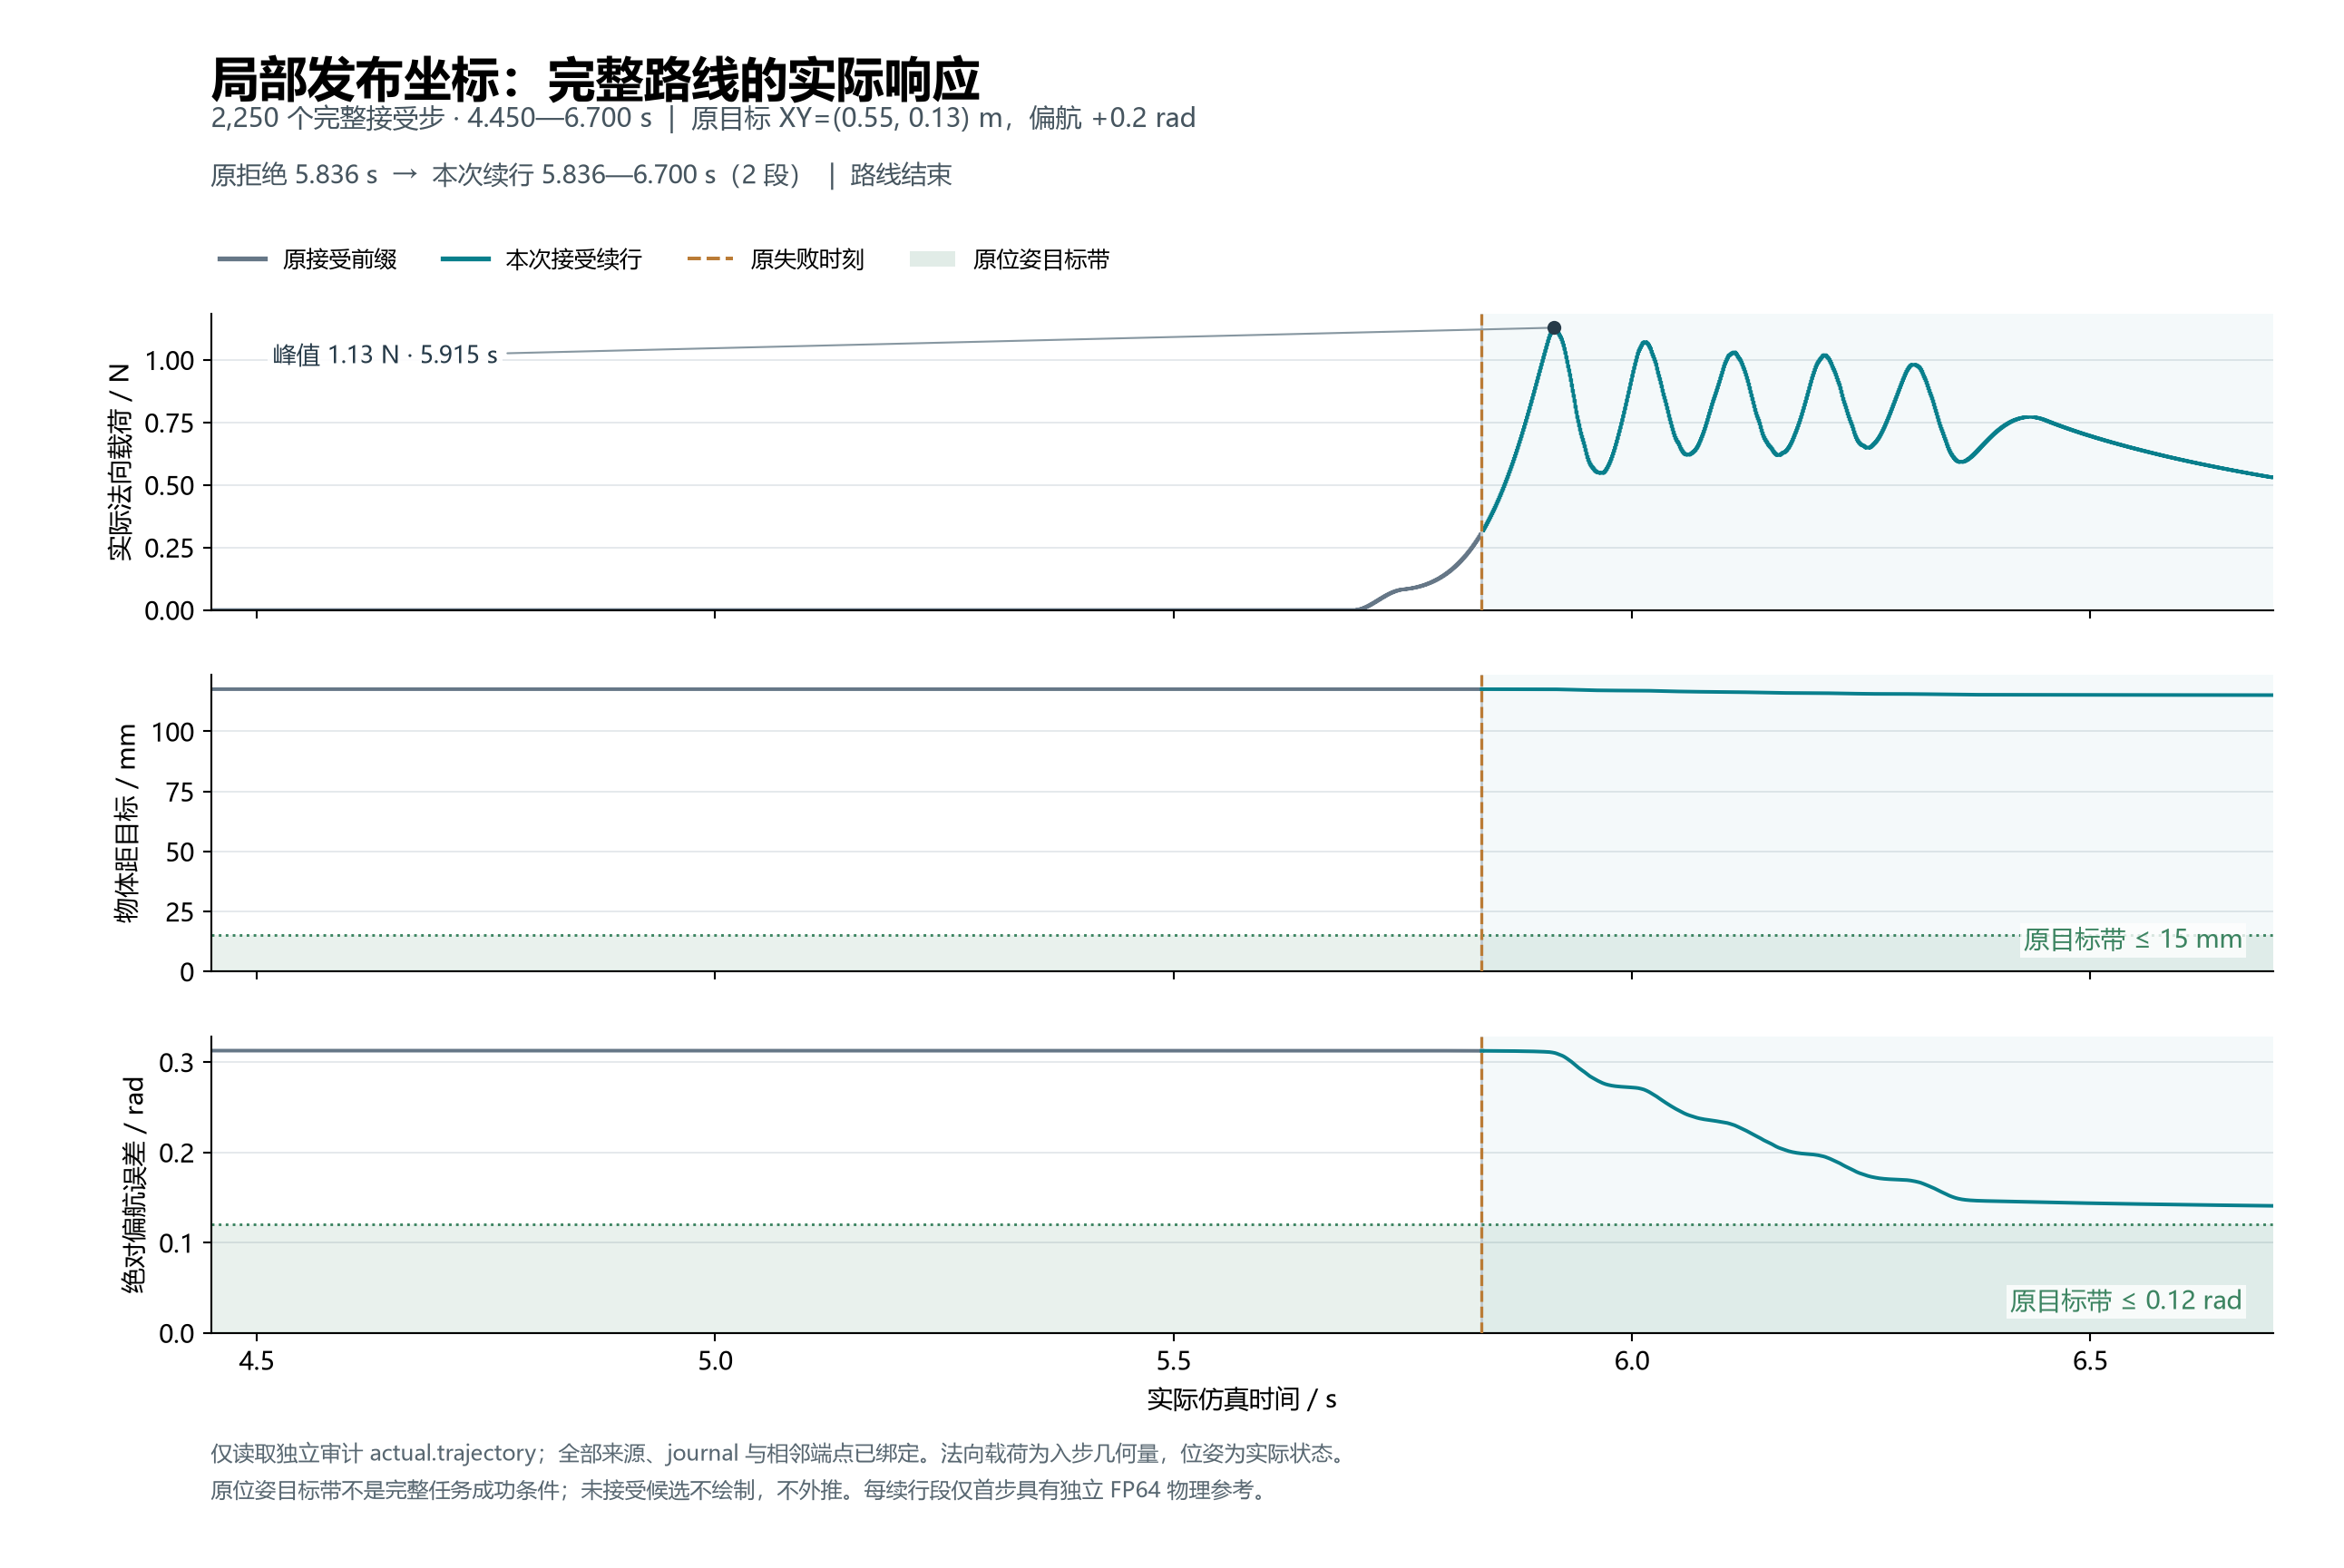 局部发布坐标：完整路线的实际响应
2,250 个完整接受步 · 4.450—6.700 s | 原目标 XY=(0.55, 0.13) m，偏航 +0.2 rad
原拒绝 5.836 s → 本次续行 5.836—6.700 s（2 段） | 路线结束
原接受前缀
本次接受续行
原失败时刻
原位姿目标带
实际法向载荷 / N
1.00
0.75
0.50
0.25
0.00
峰值 1.13 N · 5.915 s
物体距目标 / mm
100
75
50
25
0
原目标带 ≤ 15 mm
绝对偏航误差 / rad
0.3
0.2
0.1
0.0
原目标带 ≤ 0.12 rad
4.5
5.0
5.5
6.0
6.5
实际仿真时间 / s
仅读取独立审计 actual.trajectory；全部来源、journal 与相邻端点已绑定。法向载荷为入步几何量，位姿为实际状态。
原位姿目标带不是完整任务成功条件；未接受候选不绘制，不外推。每续行段仅首步具有独立 FP64 物理参考。